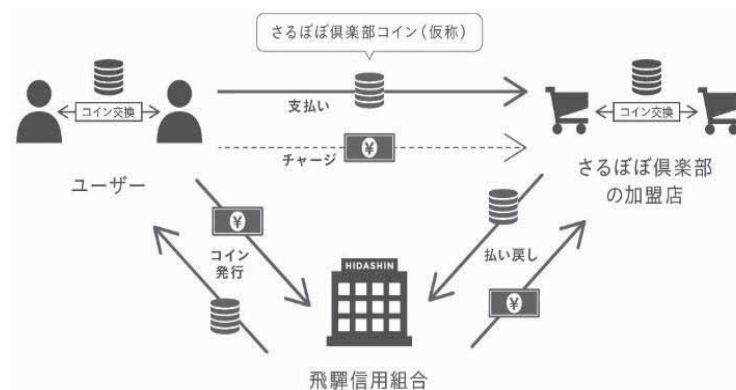 さるぼぼ倶楽部コイン(仮称)
コイン交換
コイン交換
支払い
¥
チャージ
ユーザー
さるぼぼ倶楽部
の加盟店
¥
コイン
発行
払い戻し
¥
HIDASHIN
飛驒信用組合